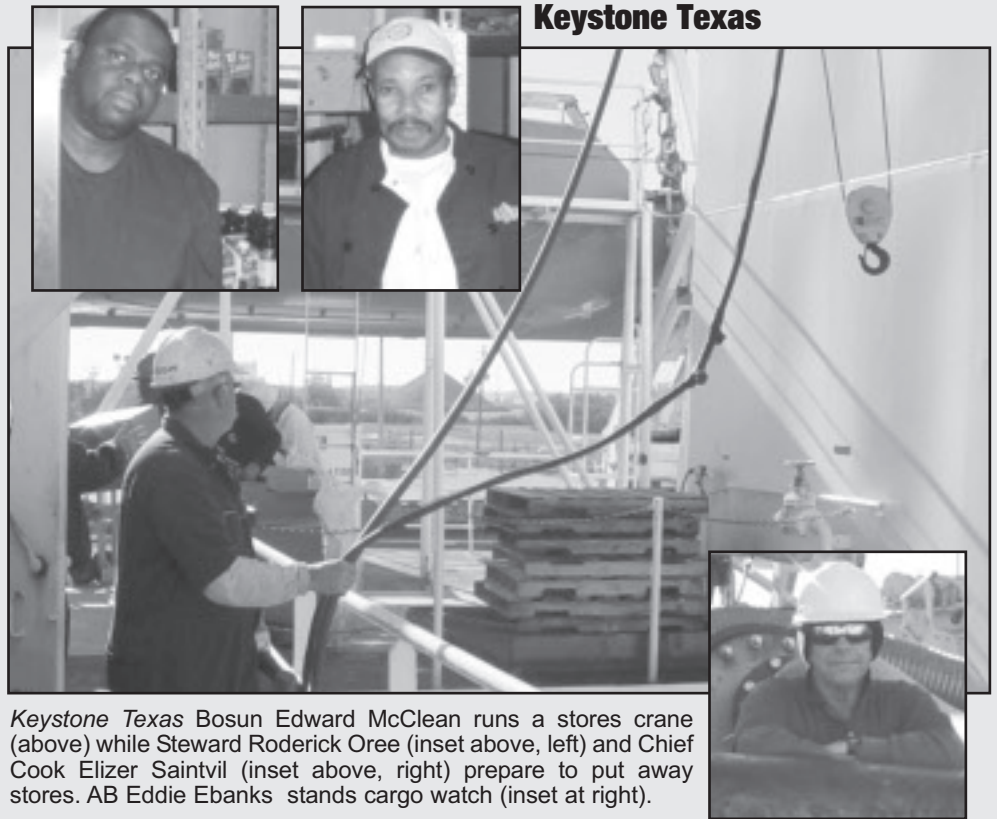 Keystone Texas
Keystone Texas Bosun Edward McClean runs a stores crane
(above) while Steward Roderick Oree (inset above, left) and Chief
Cook Elizer Saintvil (inset above, right) prepare to put away
stores. AB Eddie Ebanks stands cargo watch (inset at right).